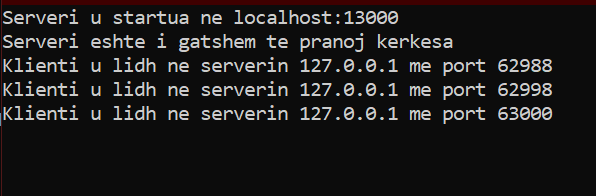 Serveri u startua ne localhost:13000
Serveri eshte i gatshem te pranoj kerkesa
Klienti u lidh ne serverin 127.0.0.1 me port 62988
Klienti u lidh ne serverin 127.0.0.1 me port 62998
Klienti u lidh ne serverin 127.0.0.1 me port 63000